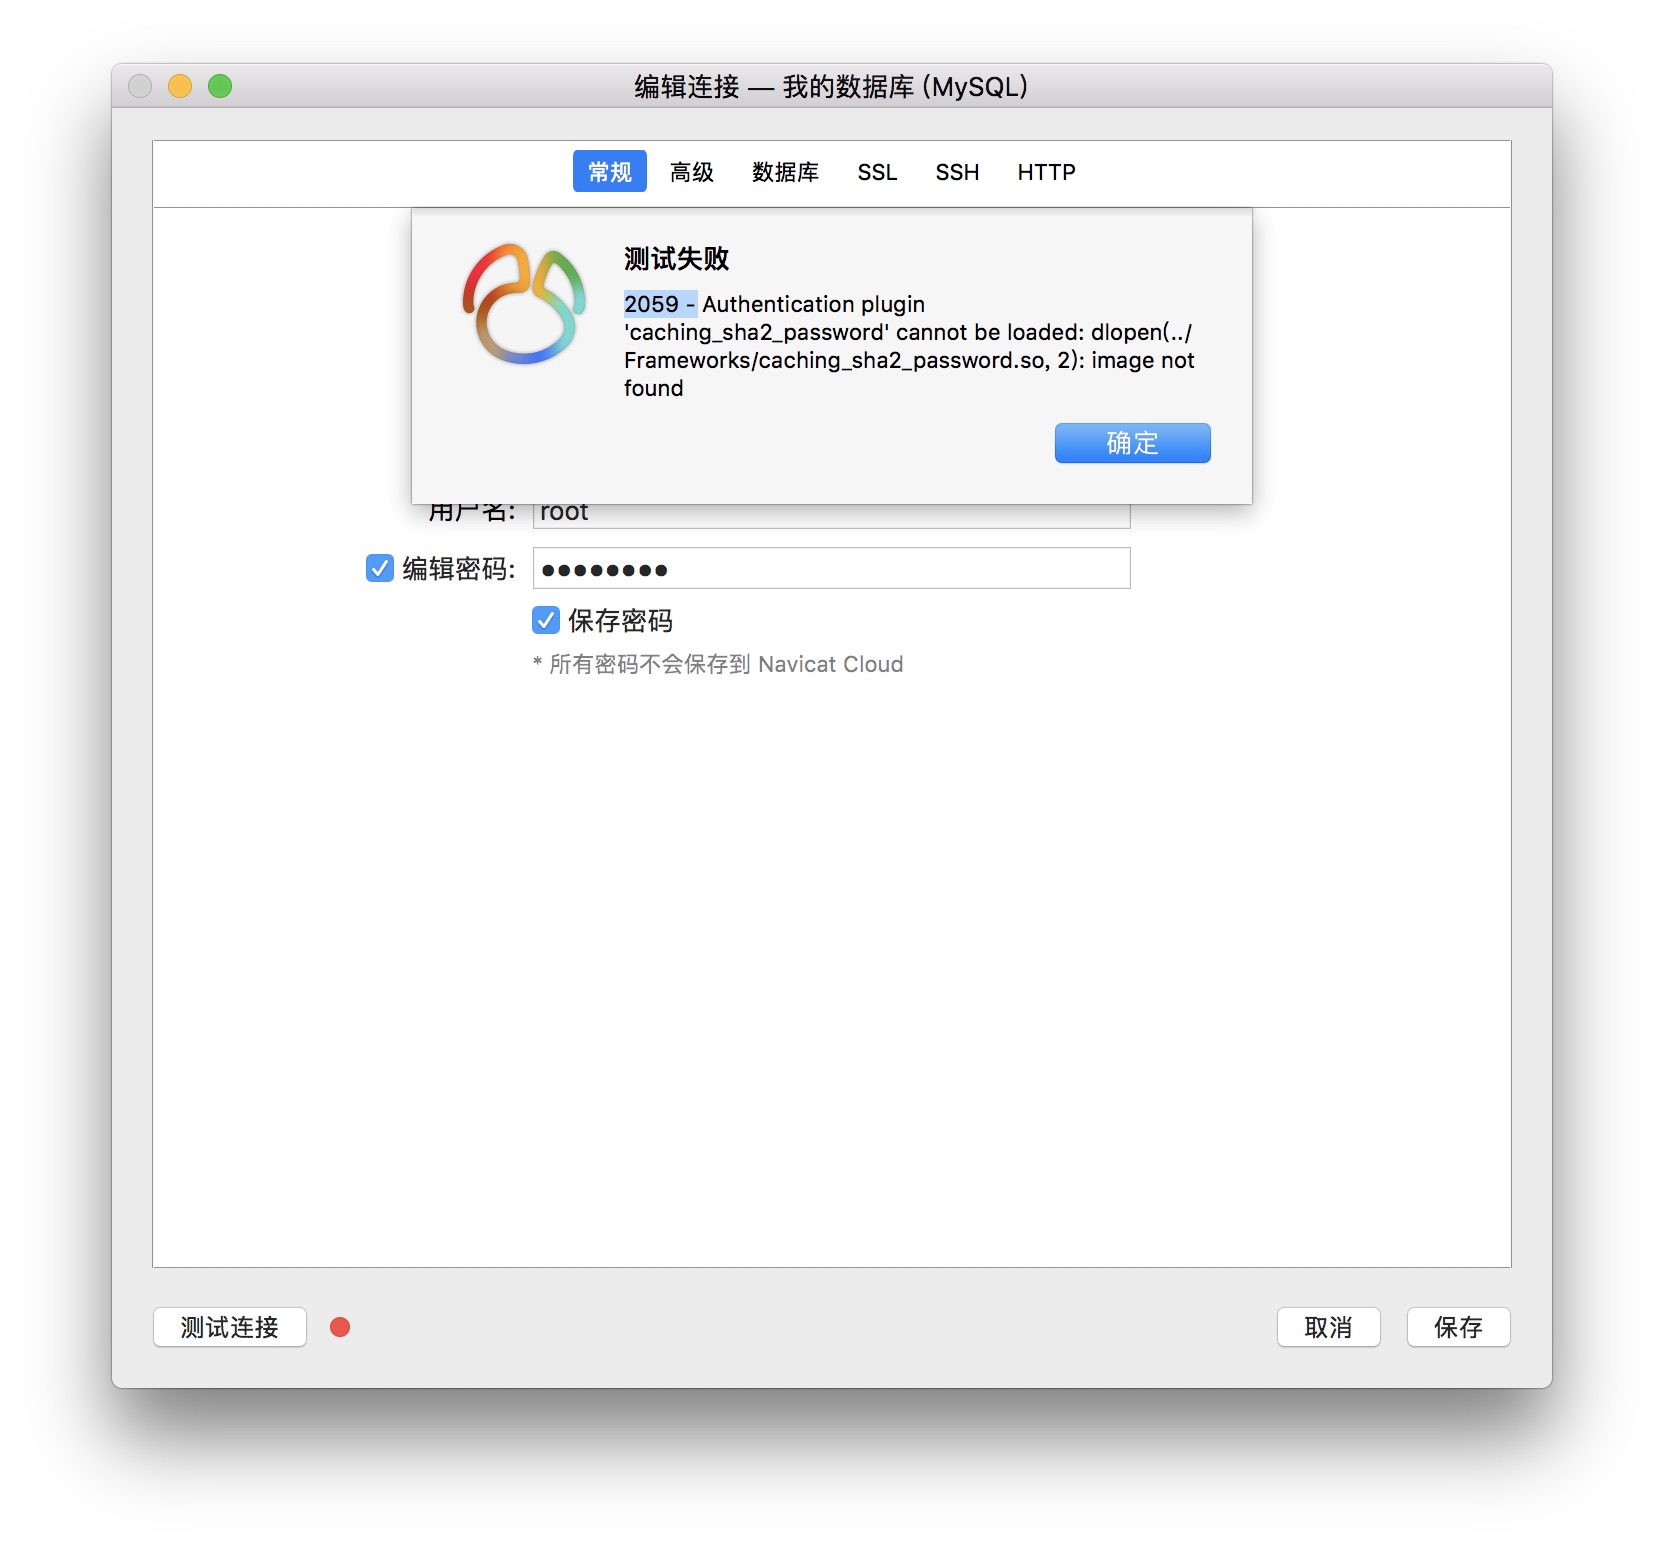 编辑连接 — 我的数据库 (MySQL)
常规 高级 数据库 SSL SSH HTTP
测试失败
2059 - Authentication plugin
'caching_sha2_password' cannot be loaded: dlopen(../
Frameworks/caching_sha2_password.so, 2): image not
found
确定
用户名: root
编辑密码: ●●●●●●●●
保存密码
* 所有密码不会保存到 Navicat Cloud
测试连接 取消 保存